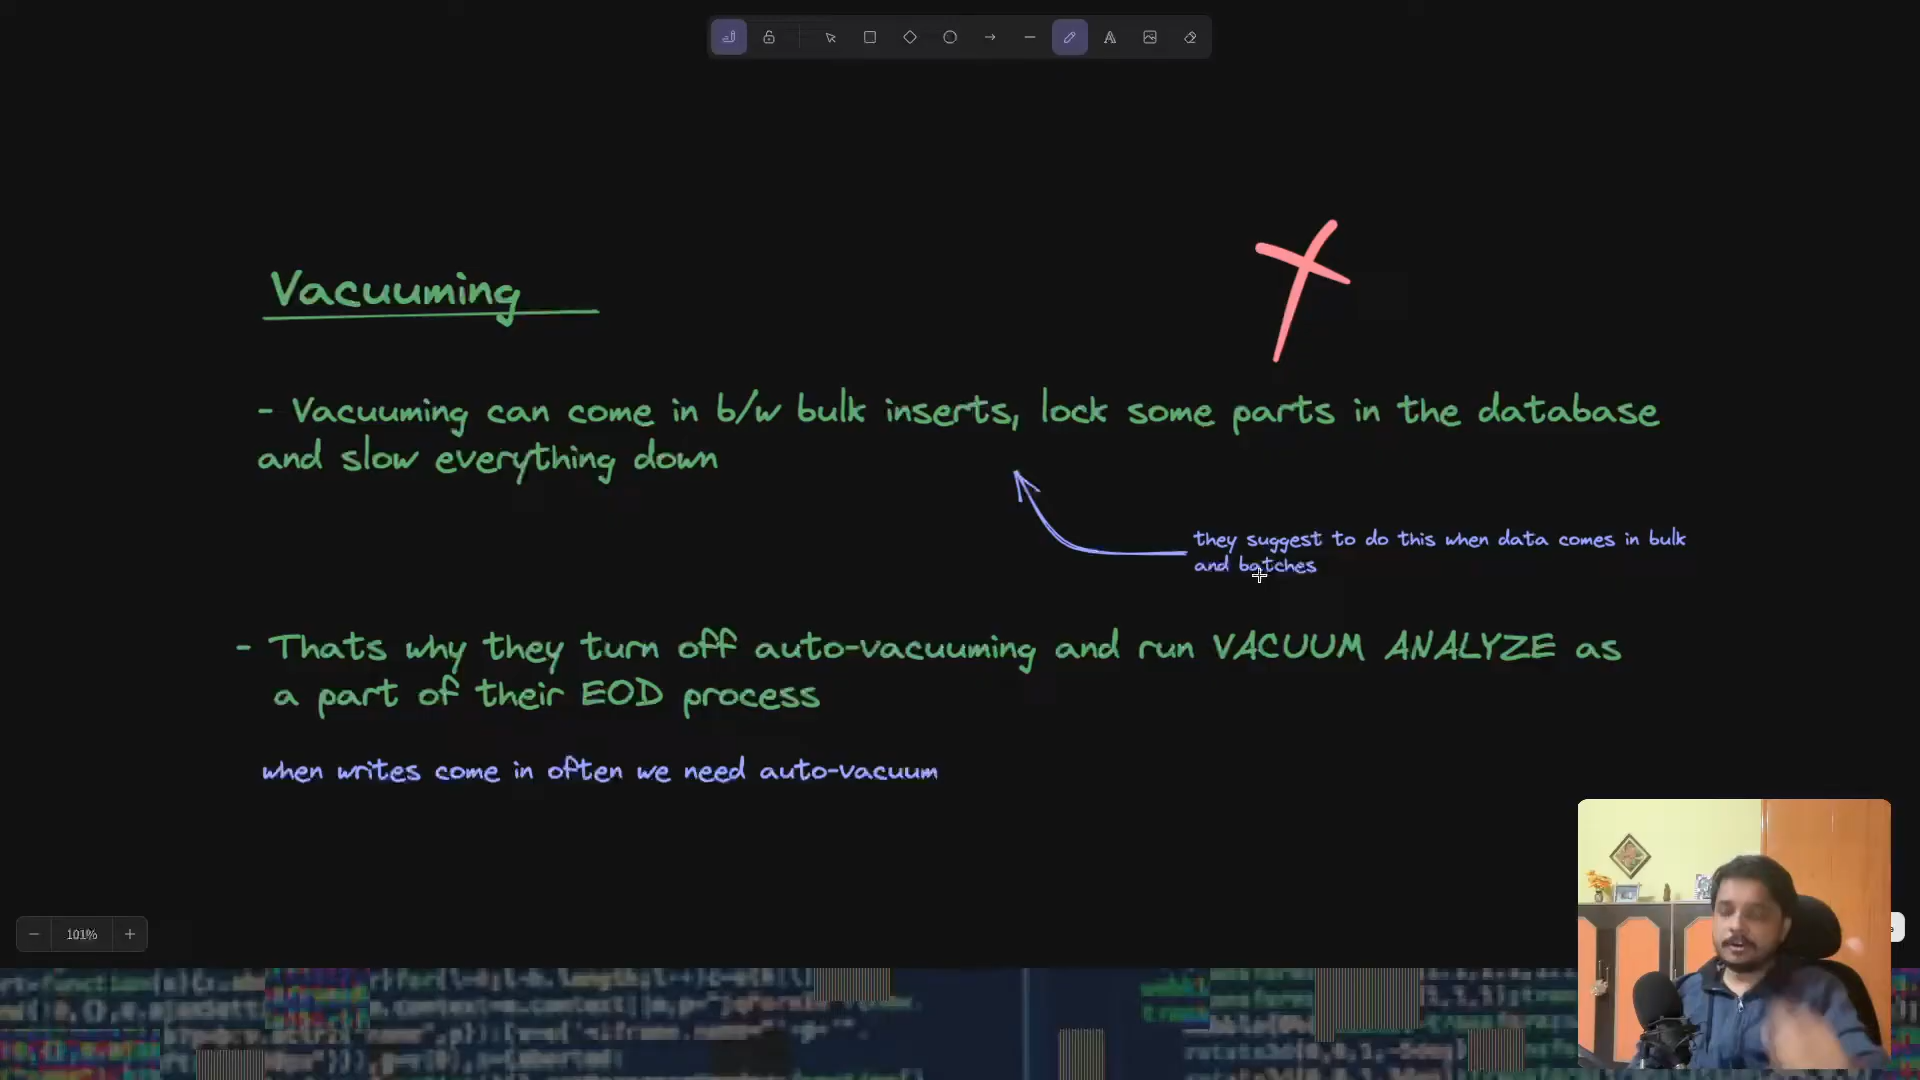 Vacuuming
- Vacuuming can come in b/w bulk inserts, lock some parts in the database
and slow everything down
they suggest to do this when data comes in bulk
and batches
- Thats why they turn off auto-vacuuming and run VACUUM ANALYZE as
a part of their EOD process
when writes come in often we need auto-vacuum
101%